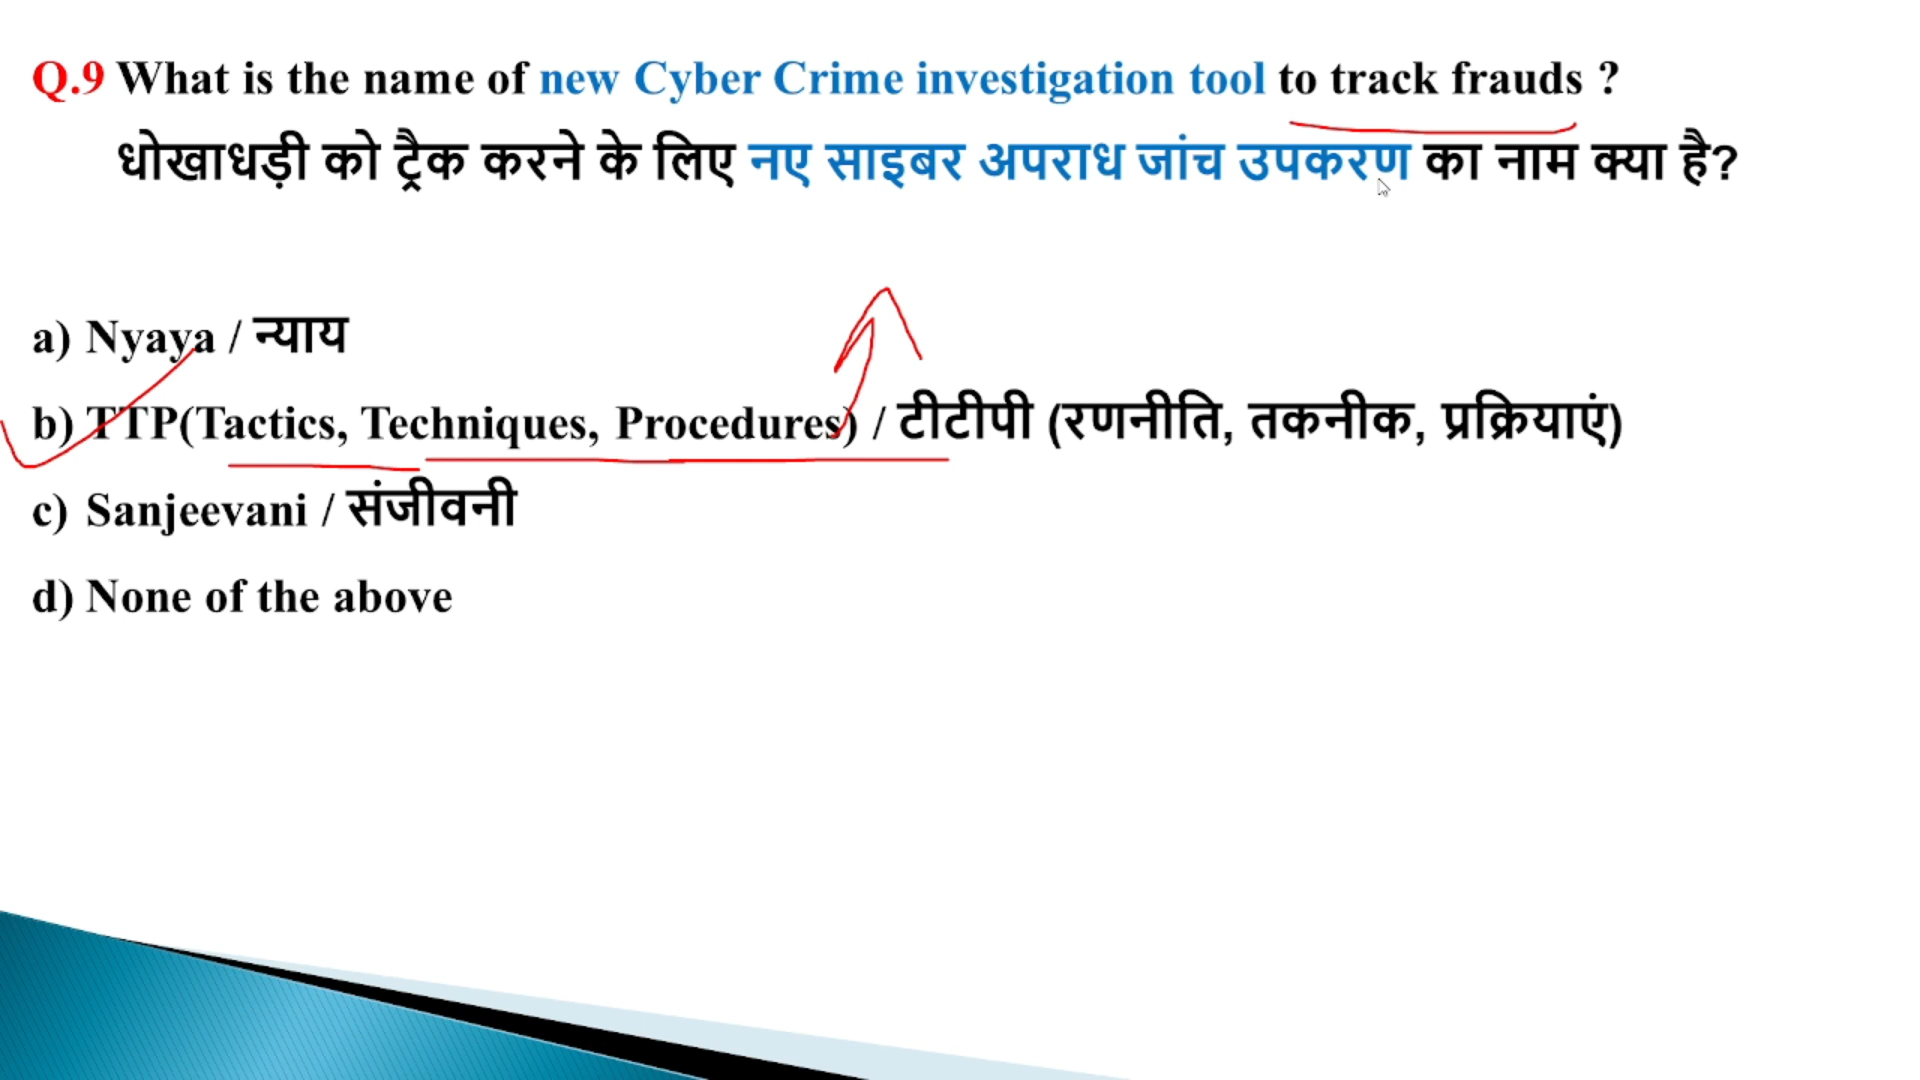 Q.9 What is the name of new Cyber Crime investigation tool to track frauds ?
धोखाधड़ी को ट्रैक करने के लिए नए साइबर अपराध जांच उपकरण का नाम क्या है?
a) Nyaya / न्याय
b) TTP(Tactics, Techniques, Procedures) / टीटीपी (रणनीति, तकनीक, प्रक्रियाएं)
c) Sanjeevani / संजीवनी
d) None of the above